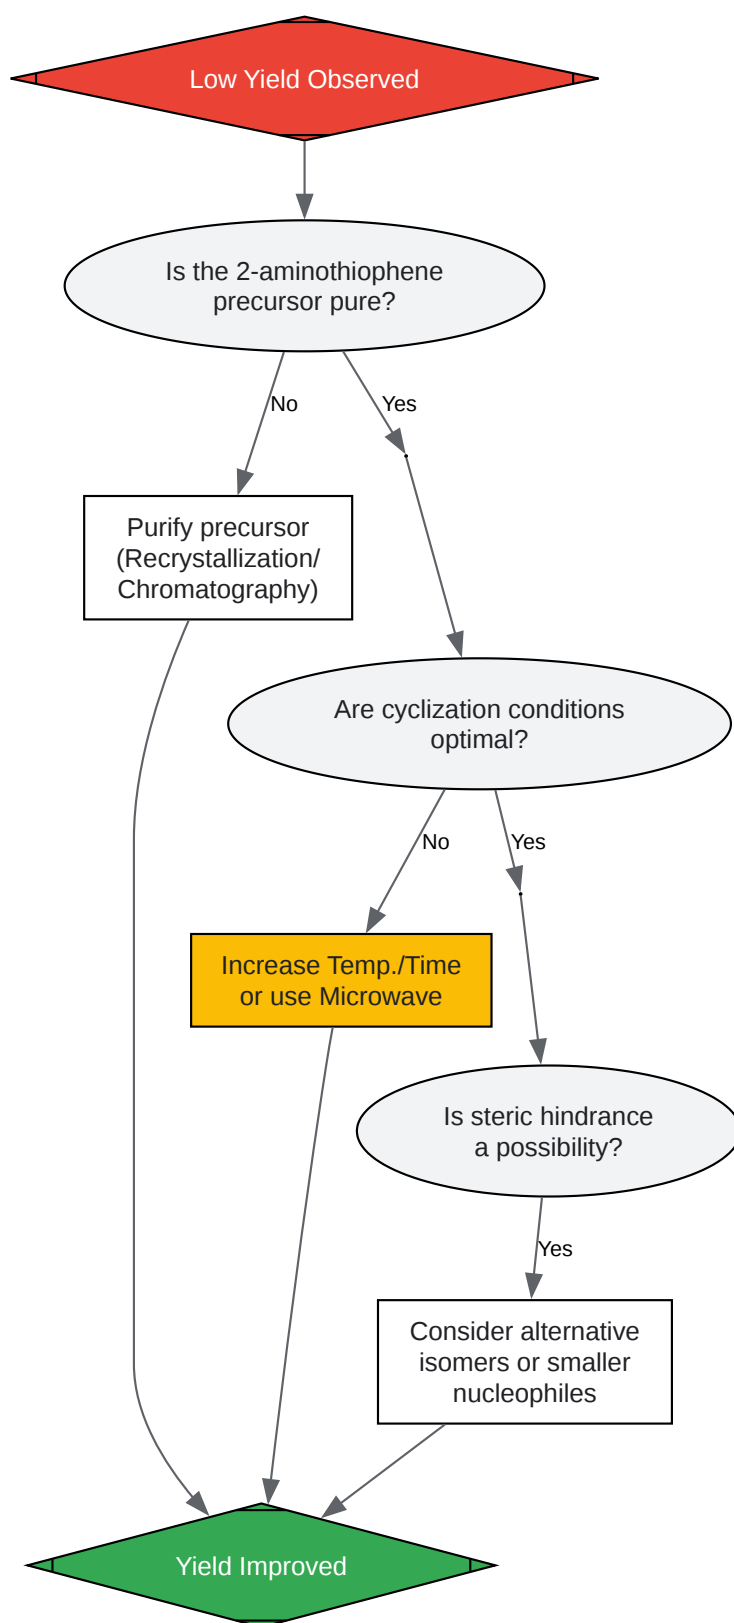 Low Yield Observed
Is the 2-aminothiophene
precursor pure?
No
Yes
Purify precursor
(Recrystallization/
Chromatography)
Are cyclization conditions
optimal?
No
Yes
Increase Temp./Time
or use Microwave
Is steric hindrance
a possibility?
Yes
Consider alternative
isomers or smaller
nucleophiles
Yield Improved